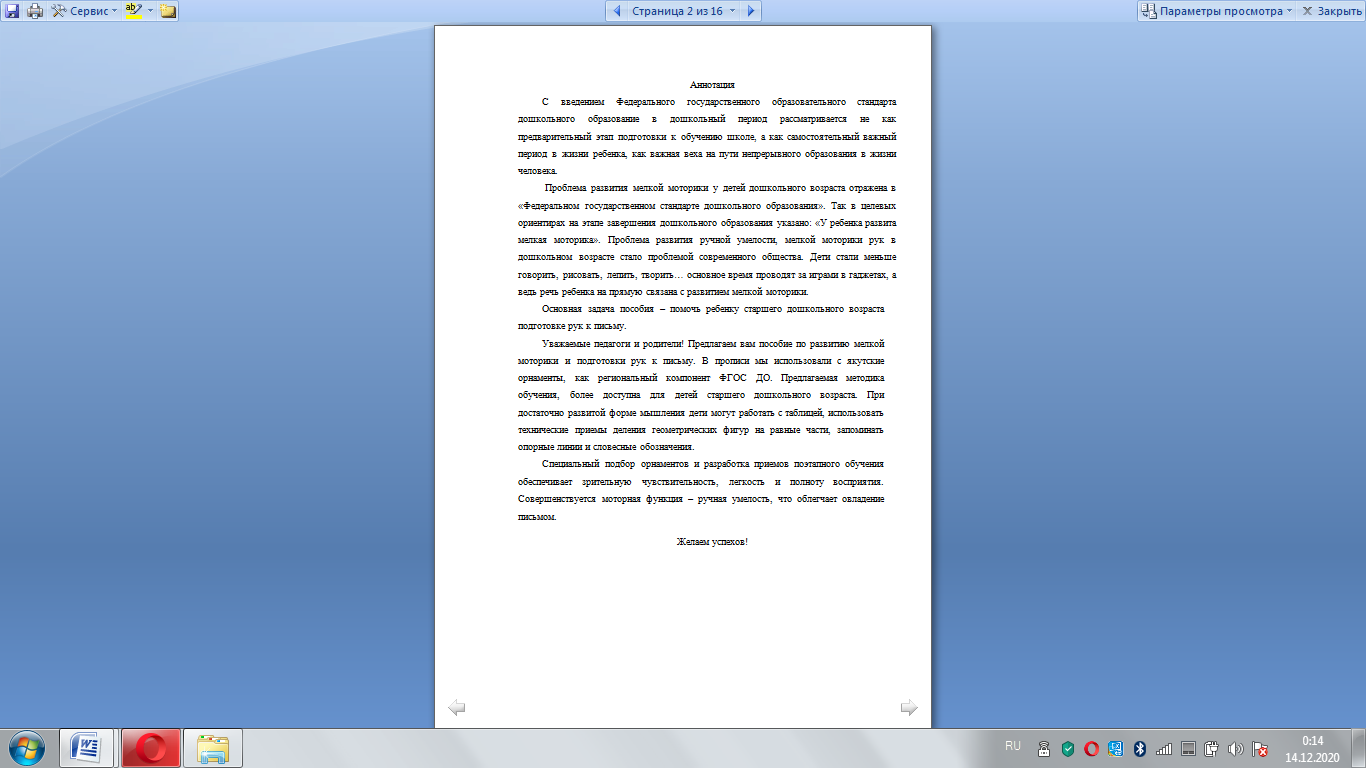 Сервис
Страница 2 из 16
Параметры просмотра
Закрыть
Аннотация
С введением Федерального государственного образовательного стандарта
дошкольного образование в дошкольный период рассматривается не как
предварительный этап подготовки к обучению школе, а как самостоятельный важный
период в жизни ребенка, как важная веха на пути непрерывного образования в жизни
человека.
Проблема развития мелкой моторики у детей дошкольного возраста отражена в
«Федеральном государственном стандарте дошкольного образования». Так в целевых
ориентирах на этапе завершения дошкольного образования указано: «У ребенка развита
мелкая моторика». Проблема развития ручной умелости, мелкой моторики рук в
дошкольном возрасте стало проблемой современного общества. Дети стали меньше
говорить, рисовать, лепить, творить… основное время проводят за играми в гаджетах, а
ведь речь ребенка на прямую связана с развитием мелкой моторики.
Основная задача пособия – помочь ребенку старшего дошкольного возраста
подготовке рук к письму.
Уважаемые педагоги и родители! Предлагаем вам пособие по развитию мелкой
моторики и подготовки рук к письму. В прописи мы использовали с якутские
орнаменты, как региональный компонент ФГОС ДО. Предлагаемая методика
обучения, более доступна для детей старшего дошкольного возраста. При
достаточно развитой форме мышления дети могут работать с таблицей, использовать
технические приемы деления геометрических фигур на равные части, запоминать
опорные линии и словесные обозначения.
Специальный подбор орнаментов и разработка приемов поэтапного обучения
обеспечивает зрительную чувствительность, легкость и полноту восприятия.
Совершенствуется моторная функция – ручная умелость, что облегчает овладение
письмом.
Желаем успехов!
RU
0:14
14.12.2020